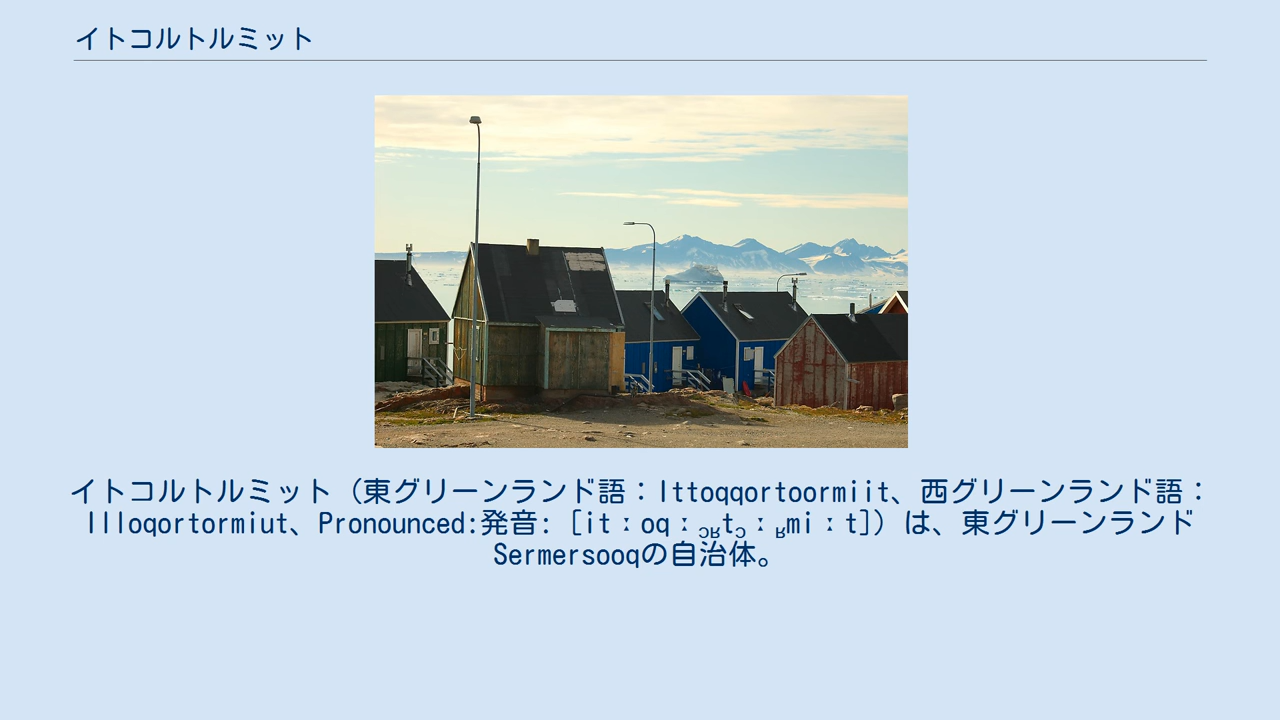 イトコルトルミット
イトコルトルミット（東グリーンランド語：Ittoqqortoormiit、西グリーンランド語：
Illoqortormiut、Pronounced:発音:［itːoqːɔʁtɔːʁmiːt]）は、東グリーンランド
Sermersooqの自治体。